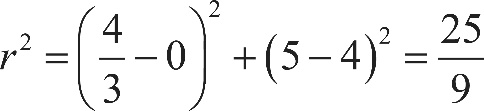 r² = (4/3 − 0)² + (5 − 4)² = 25/9